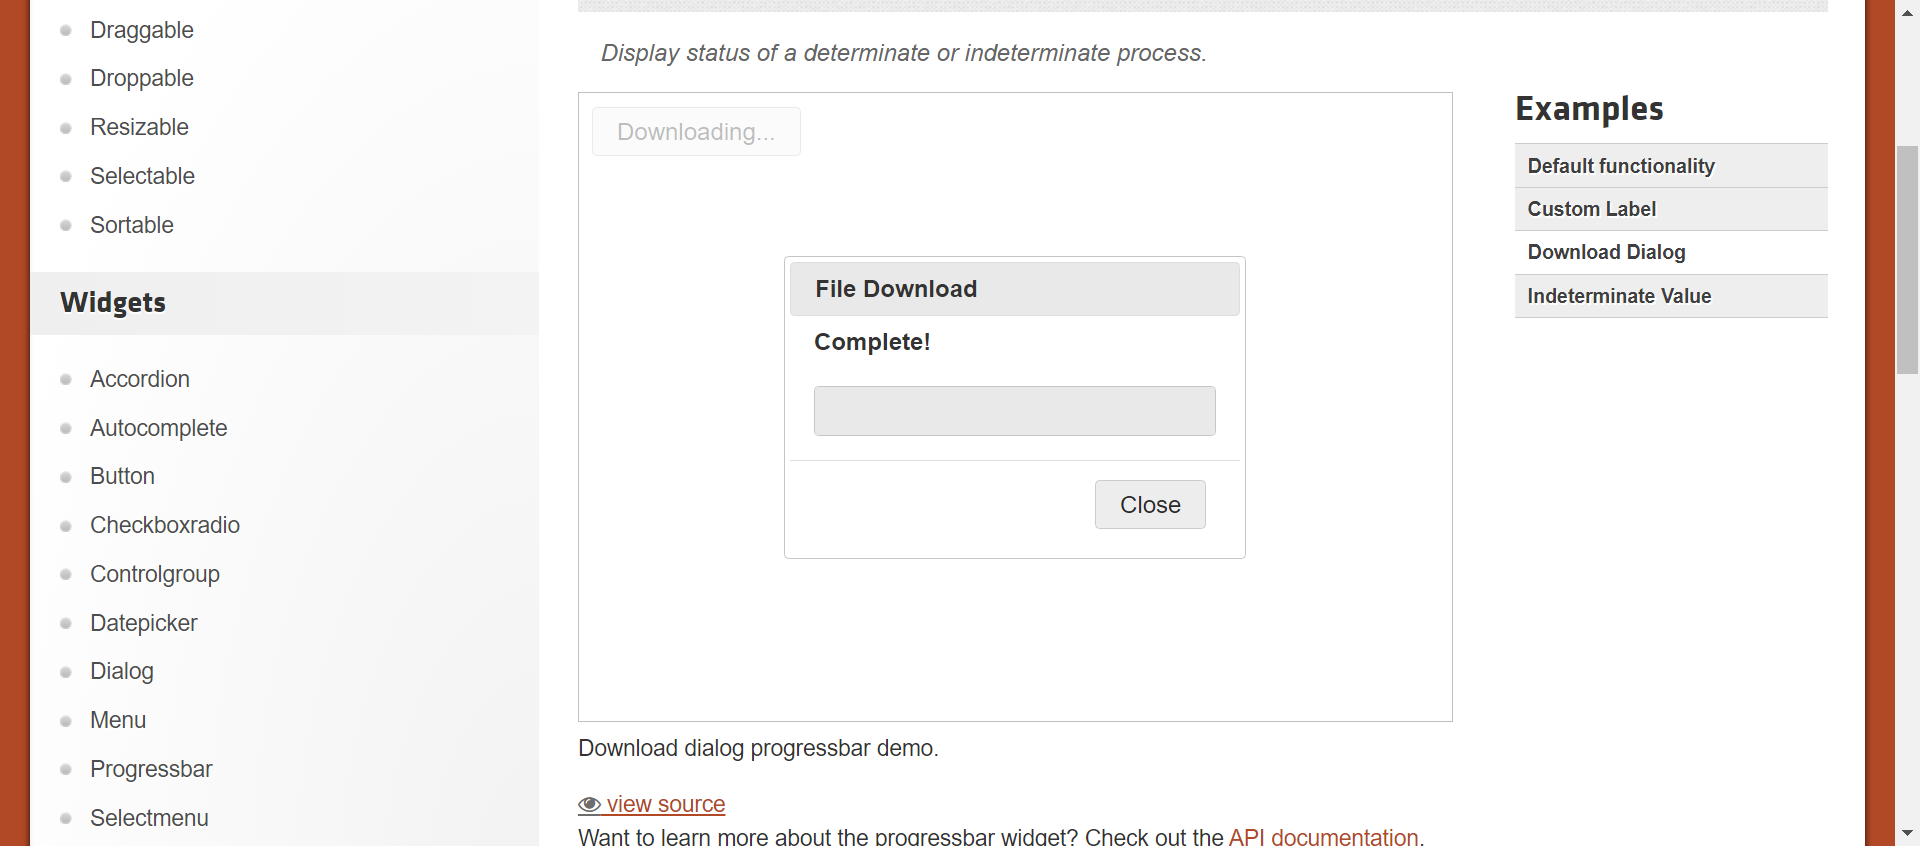 Draggable
Droppable
Resizable
Selectable
Sortable
Widgets
Accordion
Autocomplete
Button
Checkboxradio
Controlgroup
Datepicker
Dialog
Menu
Progressbar
Selectmenu
Display status of a determinate or indeterminate process.
Downloading...
File Download
Complete!
Close
Download dialog progressbar demo.
view source
Want to learn more about the progressbar widget? Check out the API documentation.
Examples
Default functionality
Custom Label
Download Dialog
Indeterminate Value